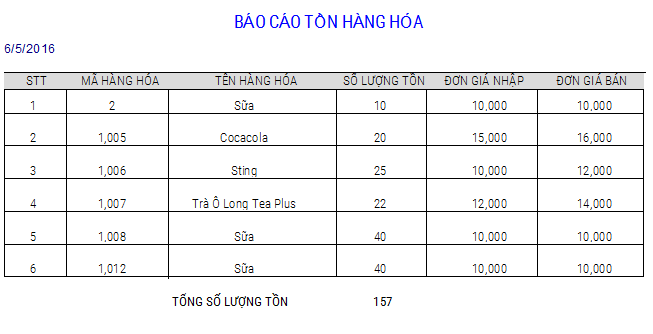 BÁO CÁO TỒN HÀNG HÓA
6/5/2016
STT MÃ HÀNG HÓA TÊN HÀNG HÓA SỐ LƯỢNG TỒN ĐƠN GIÁ NHẬP ĐƠN GIÁ BÁN
1 2 Sữa 10 10,000 10,000
2 1,005 Cocacola 20 15,000 16,000
3 1,006 Sting 25 10,000 12,000
4 1,007 Trà Ô Long Tea Plus 22 12,000 14,000
5 1,008 Sữa 40 10,000 10,000
6 1,012 Sữa 40 10,000 10,000
TỔNG SỐ LƯỢNG TỒN 157